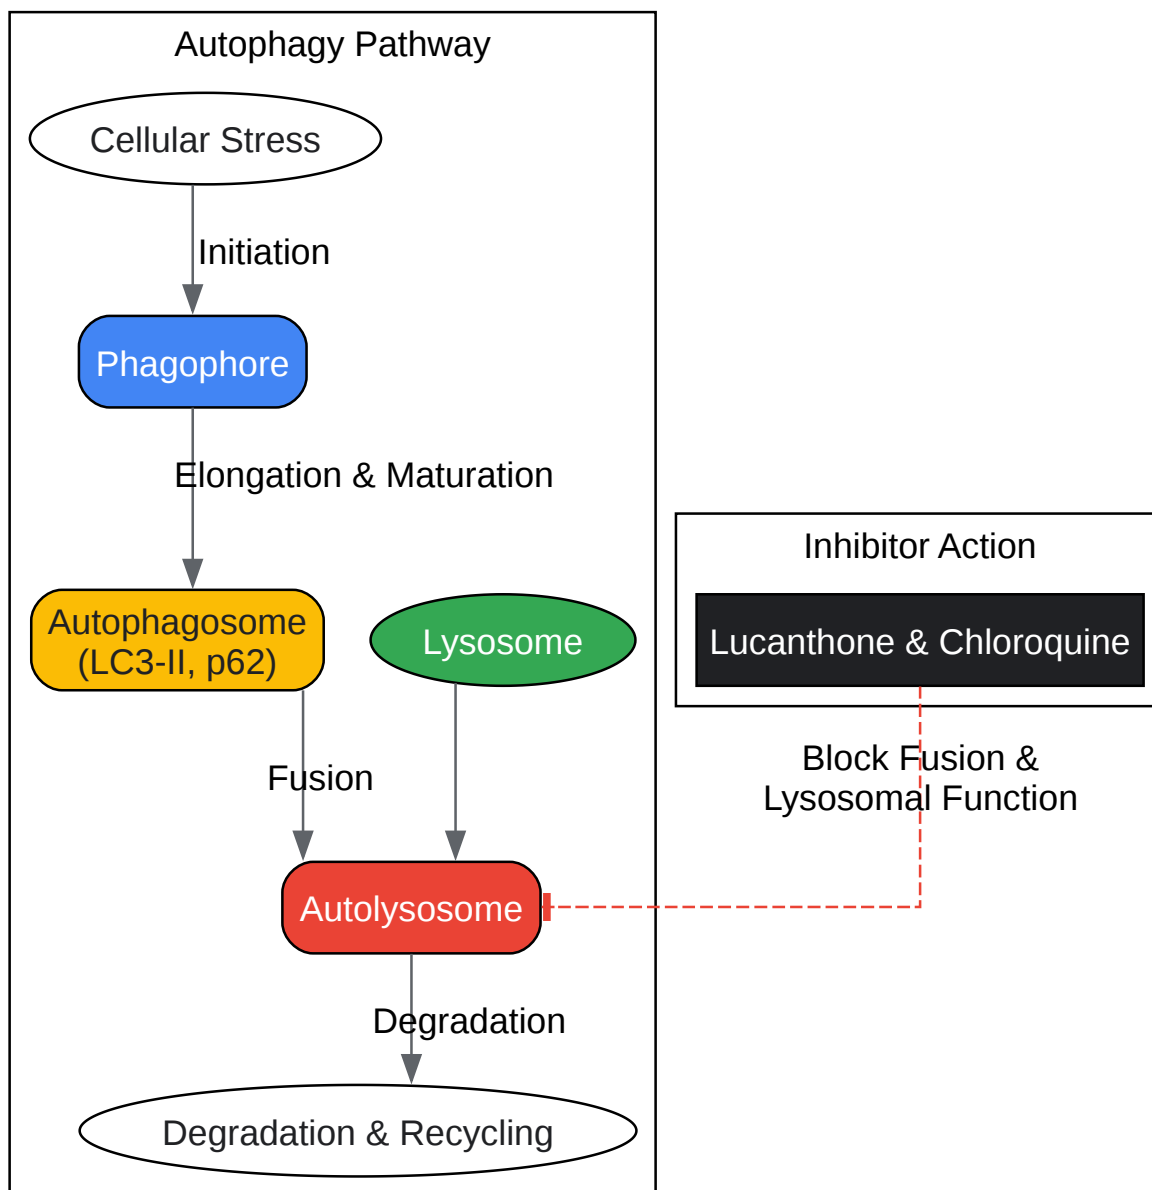 Autophagy Pathway
Cellular Stress
Initiation
Phagophore
Elongation & Maturation
Autophagosome
(LC3-II, p62)
Lysosome
Fusion
Autolysosome
Degradation
Degradation & Recycling
Inhibitor Action
Lucanthone & Chloroquine
Block Fusion &
Lysosomal Function